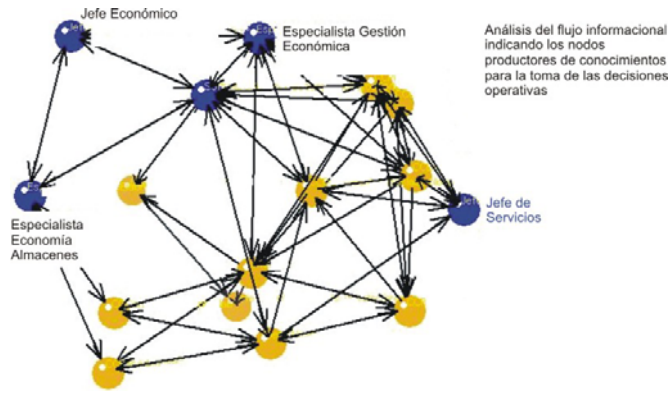 Jefe Económico
Especialista Gestión
Económica
Análisis del flujo informacional
indicando los nodos
productores de conocimientos
para la toma de las decisiones
operativas
Jefe de
Servicios
Especialista
Economía
Almacenes